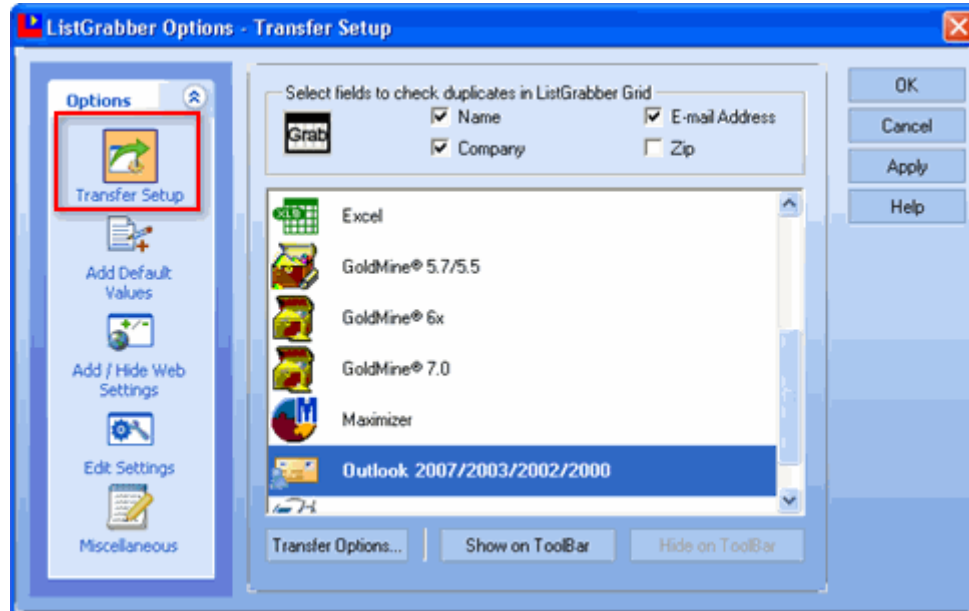 ListGrabber Options - Transfer Setup
Options
Transfer Setup
Add Default
Values
Add / Hide Web
Settings
Edit Settings
Miscellaneous
Select fields to check duplicates in ListGrabber Grid
Grab
Name
E-mail Address
Company
Zip
Excel
GoldMine® 5.7/5.5
GoldMine® 6x
GoldMine® 7.0
Maximizer
Outlook 2007/2003/2002/2000
Transfer Options...
Show on ToolBar
Hide on ToolBar
OK
Cancel
Apply
Help